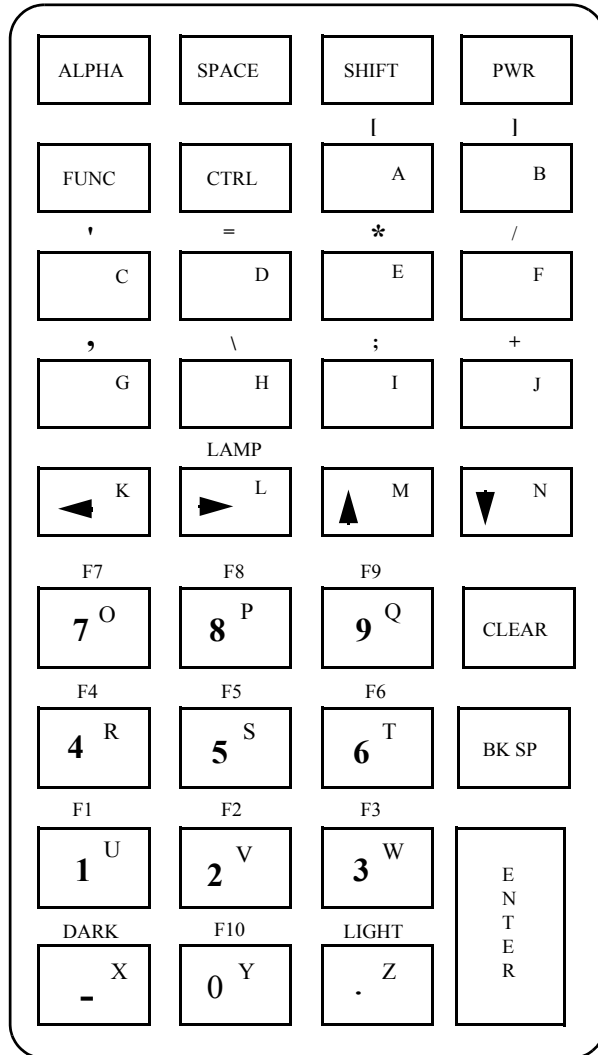 ALPHA SPACE SHIFT PWR
[ ]
FUNC CTRL A B
' = * /
C D E F
, \ ; +
G H I J
LAMP
K L M N
F7 F8 F9
7 O 8 P 9 Q CLEAR
F4 F5 F6
4 R 5 S 6 T BK SP
F1 F2 F3
1 U 2 V 3 W
ENTER
DARK F10 LIGHT
- X 0 Y . Z